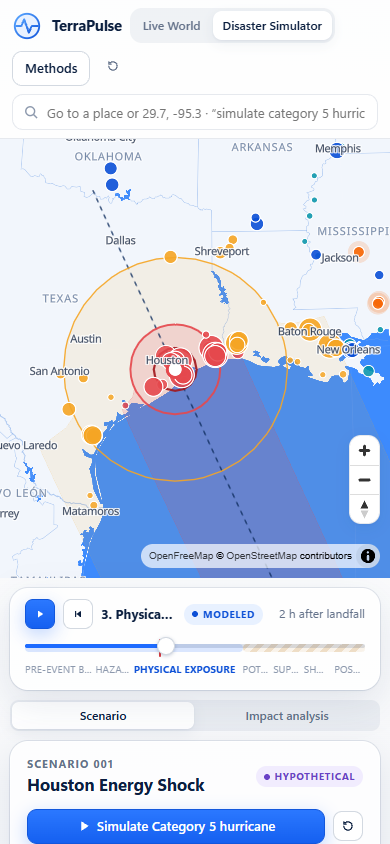 TerraPulse
Live World
Disaster Simulator
Methods
Go to a place or 29.7, -95.3 · “simulate category 5 hurric
Oklahoma City
OKLAHOMA
ARKANSAS
Memphis
Dallas
Shreveport
MISSISSIPPI
Jackson
TEXAS
Austin
Baton Rouge
Houston
New Orleans
San Antonio
uevo Laredo
VO LEÓN
rrey
Matamoros
OpenFreeMap © OpenStreetMap contributors
3. Physica...
MODELED
2 h after landfall
PRE-EVENT B... HAZA... PHYSICAL EXPOSURE POT... SUP... SH... POS...
Scenario
Impact analysis
SCENARIO 001
Houston Energy Shock
HYPOTHETICAL
Simulate Category 5 hurricane